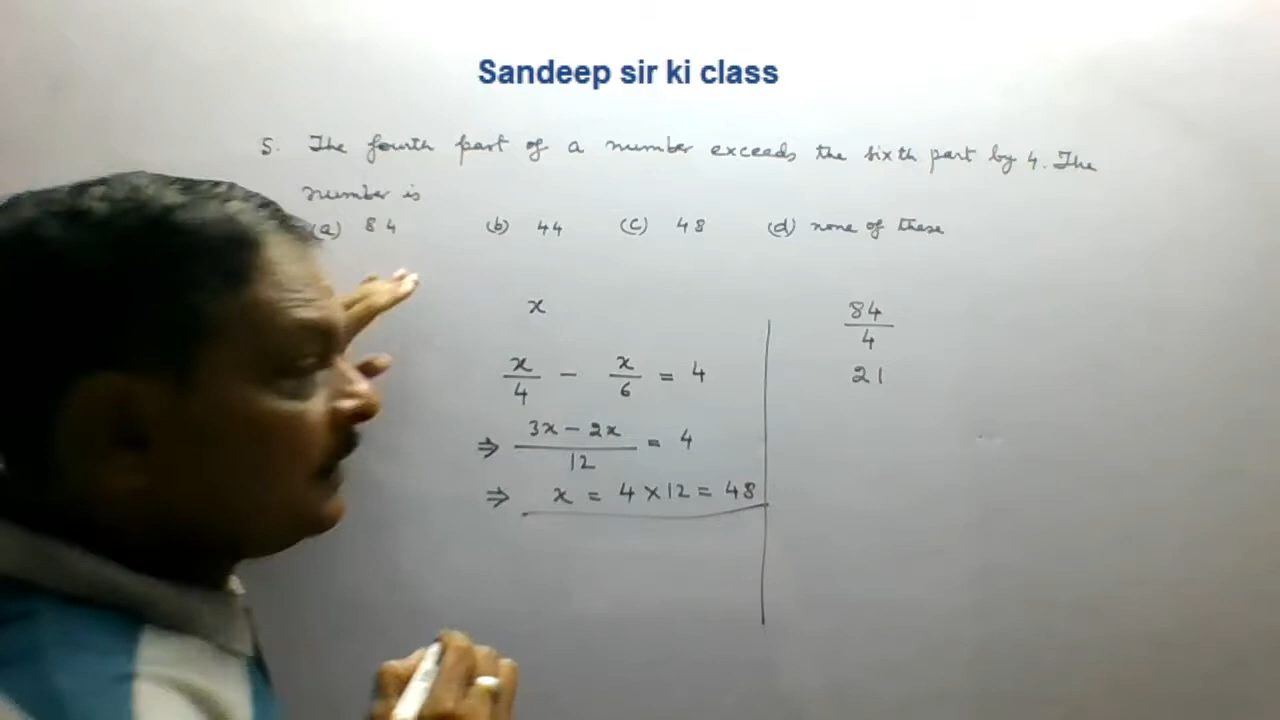 Sandeep sir ki class
5. The fourth part of a number exceeds the sixth part by 4. The
number is
(a) 84 (b) 44 (c) 48 (d) none of these
x
x/4 - x/6 = 4
⇒ 3x - 2x / 12 = 4
⇒ x = 4 × 12 = 48
84/4
21